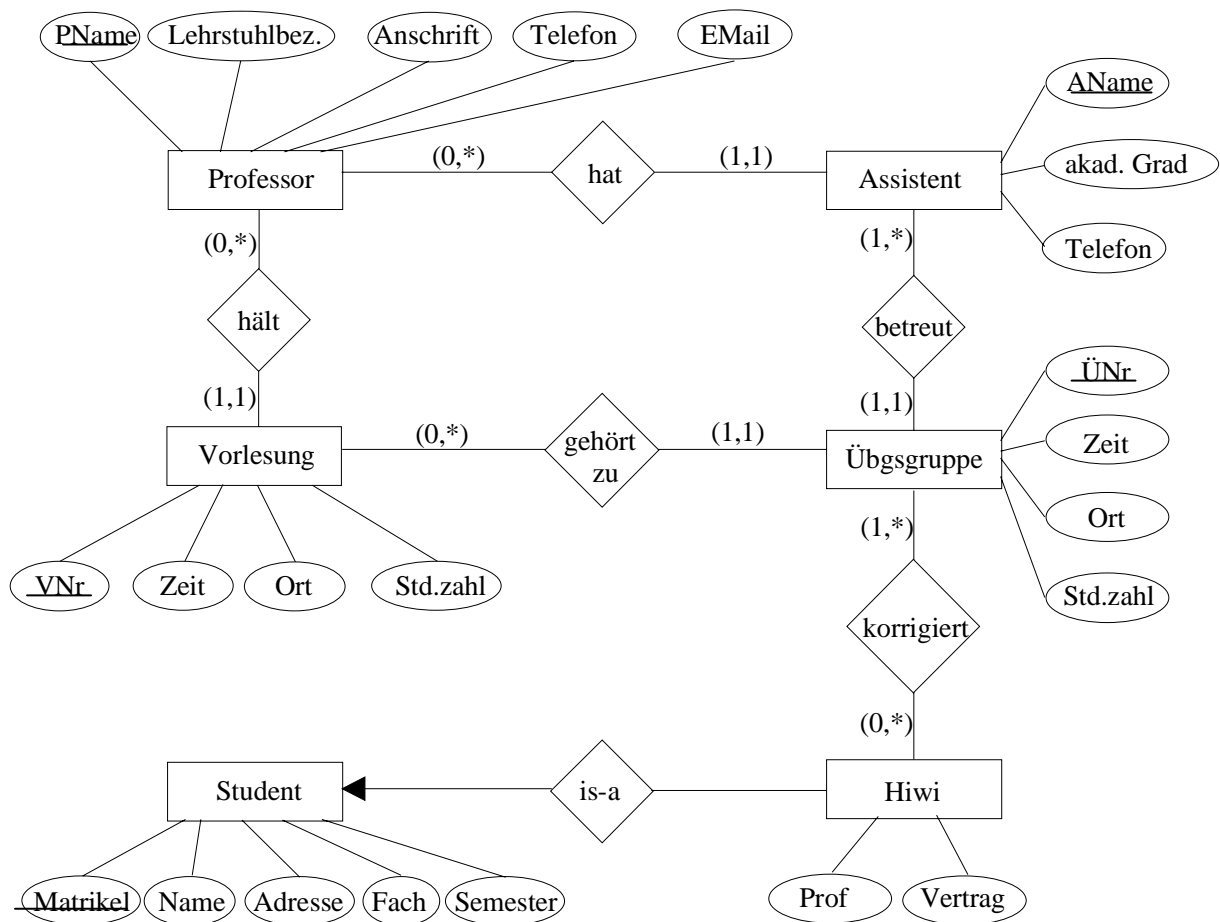 PName Lehrstuhlbez. Anschrift Telefon EMail
AName
(0,*) hat (1,1)
Professor Assistent akad. Grad
(0,*) (1,*) Telefon
hält betreut
ÜNr
(1,1) (1,1)
(0,*) gehört (1,1) Zeit
Vorlesung zu Übgsgruppe
Ort
(1,*)
VNr Zeit Ort Std.zahl Std.zahl
korrigiert
(0,*)
Student is-a Hiwi
Matrikel Name Adresse Fach Semester Prof Vertrag